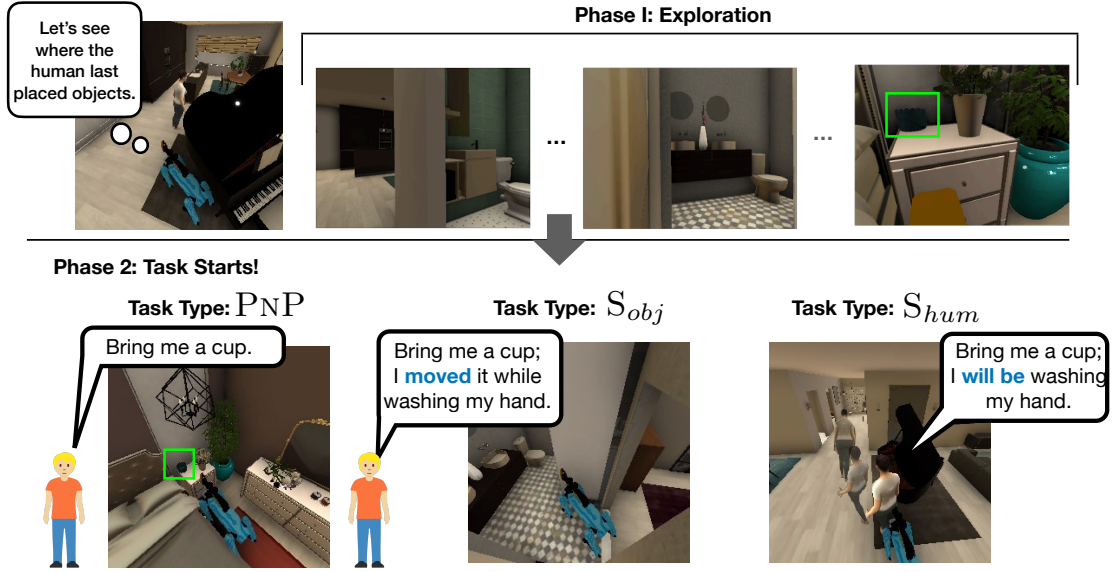 Let's see
where the
human last
placed objects.
Phase I: Exploration
...
...
Phase 2: Task Starts!
Task Type: PNP
Bring me a cup.
Task Type: S_obj
Bring me a cup;
I moved it while
washing my hand.
Task Type: S_hum
Bring me a cup;
I will be washing
my hand.